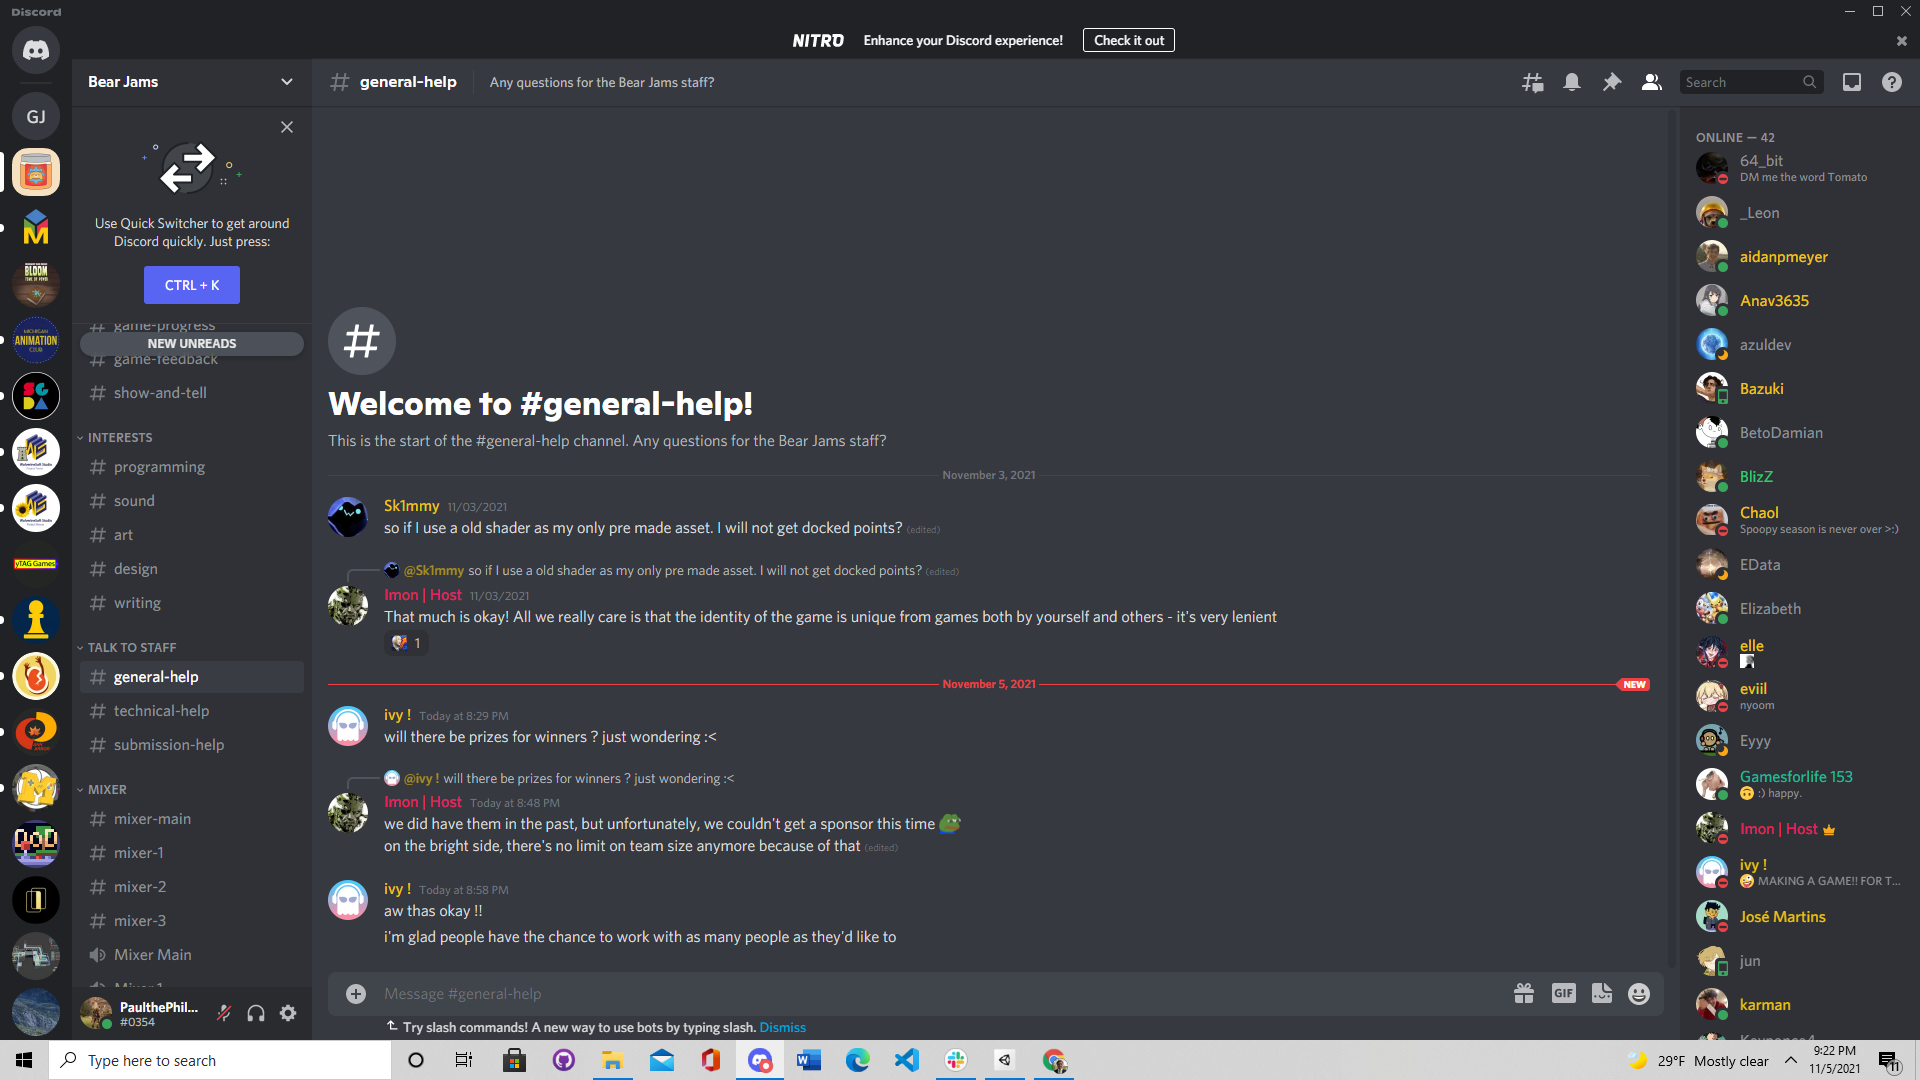 Discord
NITRO Enhance your Discord experience! Check it out
GJ
BLOOM
MICHIGAN
ANIMATION
CLUB
yTAG Games
Bear Jams
Use Quick Switcher to get around
Discord quickly. Just press:
CTRL + K
game-progress
NEW UNREADS
game-feedback
show-and-tell
INTERESTS
programming
sound
art
design
writing
TALK TO STAFF
general-help
technical-help
submission-help
MIXER
mixer-main
mixer-1
mixer-2
mixer-3
Mixer Main
PaulthePhil...
#0354
# general-help Any questions for the Bear Jams staff?
Search
#
Welcome to #general-help!
This is the start of the #general-help channel. Any questions for the Bear Jams staff?
November 3, 2021
Sk1mmy 11/03/2021
so if I use a old shader as my only pre made asset. I will not get docked points? (edited)
@Sk1mmy so if I use a old shader as my only pre made asset. I will not get docked points? (edited)
Imon | Host 11/03/2021
That much is okay! All we really care is that the identity of the game is unique from games both by yourself and others - it's very lenient
1
November 5, 2021 NEW
ivy ! Today at 8:29 PM
will there be prizes for winners ? just wondering :<
@ivy ! will there be prizes for winners ? just wondering :<
Imon | Host Today at 8:48 PM
we did have them in the past, but unfortunately, we couldn't get a sponsor this time
on the bright side, there's no limit on team size anymore because of that (edited)
ivy ! Today at 8:58 PM
aw thas okay !!
i'm glad people have the chance to work with as many people as they'd like to
Message #general-help
GIF
Try slash commands! A new way to use bots by typing slash. Dismiss
ONLINE — 42
64_bit
DM me the word Tomato
_Leon
aidanpmeyer
Anav3635
azuldev
Bazuki
BetoDamian
BlizZ
Chaol
Spoopy season is never over >:)
EData
Elizabeth
elle
eviil
nyoom
Eyyy
Gamesforlife 153
:) happy.
Imon | Host
ivy !
MAKING A GAME!! FOR T...
José Martins
jun
karman
Type here to search
29°F Mostly clear
9:22 PM
11/5/2021
11